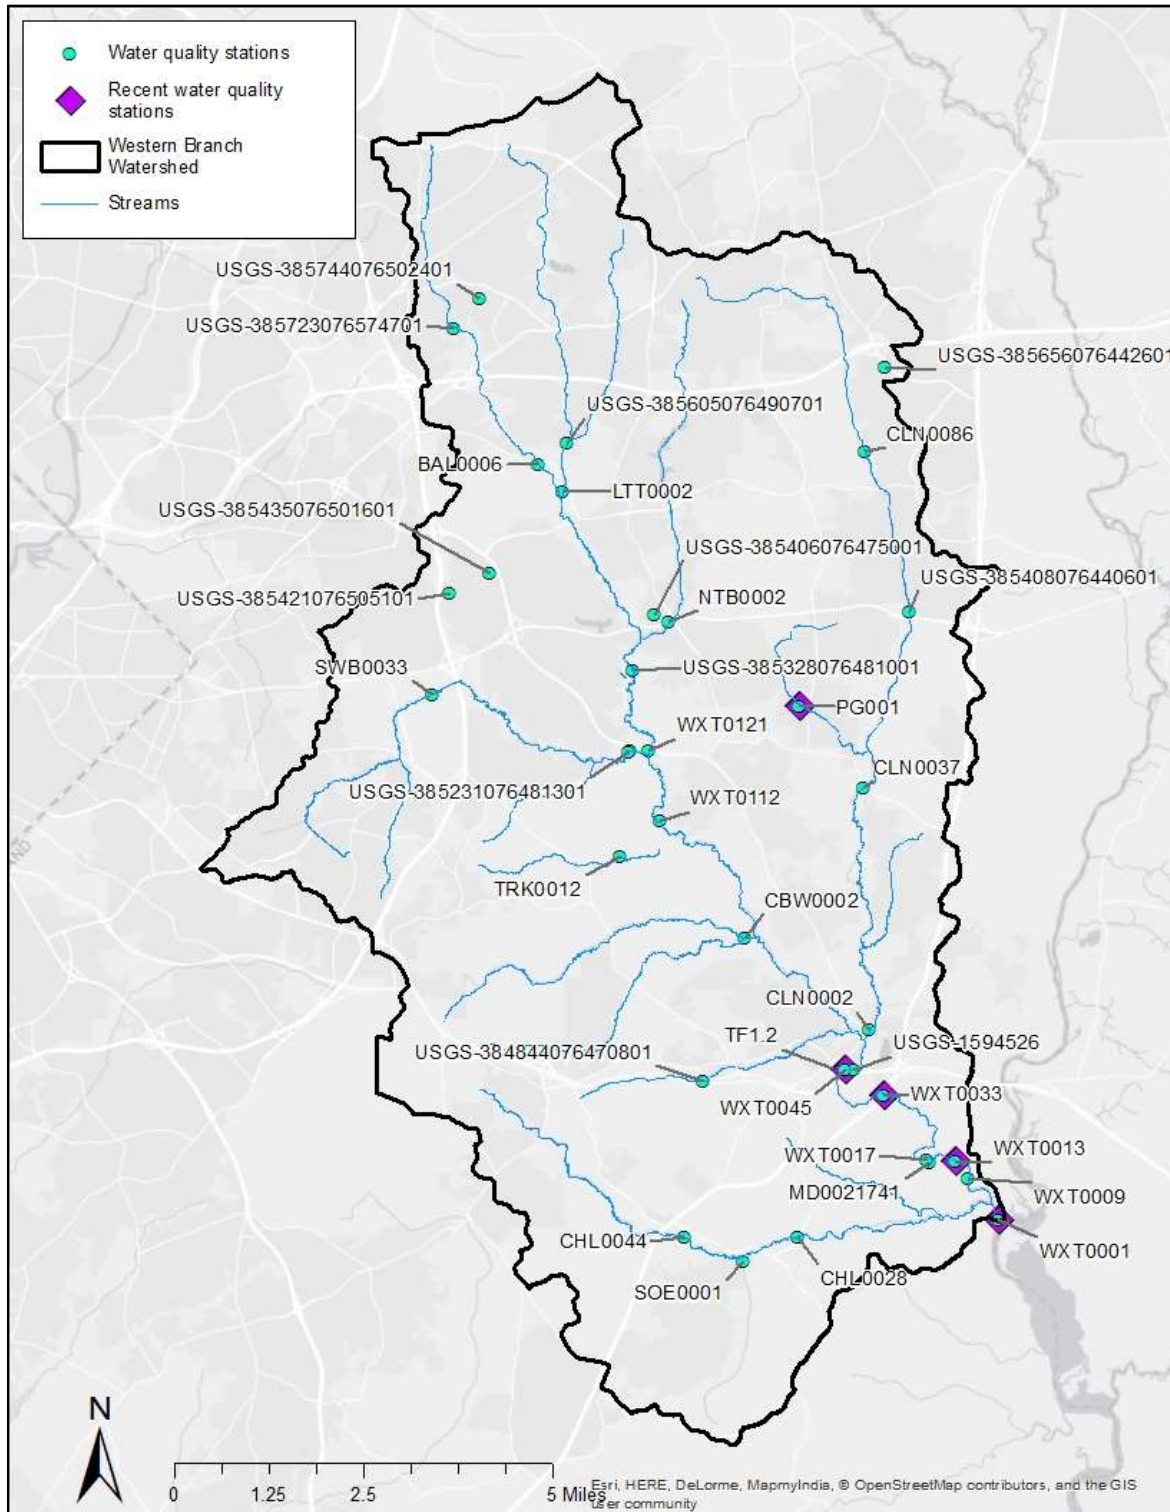 Water quality stations
Recent water quality
stations
Western Branch
Watershed
Streams
USGS-385744076502401
USGS-385723076574701
USGS-385656076442601
USGS-385605076490701
CLN0086
BAL0006
LTT0002
USGS-385435076501601
USGS-385406076475001
USGS-385408076440601
USGS-385421076505101
NTB0002
SWB0033
USGS-385328076481001
PG001
WXT0121
CLN0037
USGS-385231076481301
WXT0112
TRK0012
CBW0002
CLN0002
TF1.2
USGS-1594526
USGS-384844076470801
WXT0045
WXT0033
WXT0017
WXT0013
MD0021741
WXT0009
CHL0044
WXT0001
CHL0028
SOE0001
N
0 1.25 2.5 5 Miles
Esri, HERE, DeLorme, MapmyIndia, © OpenStreetMap contributors, and the GIS
user community